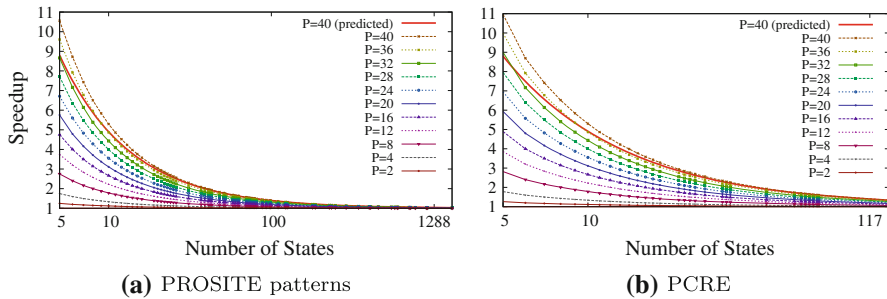 11
10
9
8
7
6
5
4
3
2
1
Speedup
P=40 (predicted)
P=40
P=36
P=32
P=28
P=24
P=20
P=16
P=12
P=8
P=4
P=2
5 10 100 1288
Number of States
(a) PROSITE patterns
11
10
9
8
7
6
5
4
3
2
1
P=40 (predicted)
P=40
P=36
P=32
P=28
P=24
P=20
P=16
P=12
P=8
P=4
P=2
5 10 117
Number of States
(b) PCRE